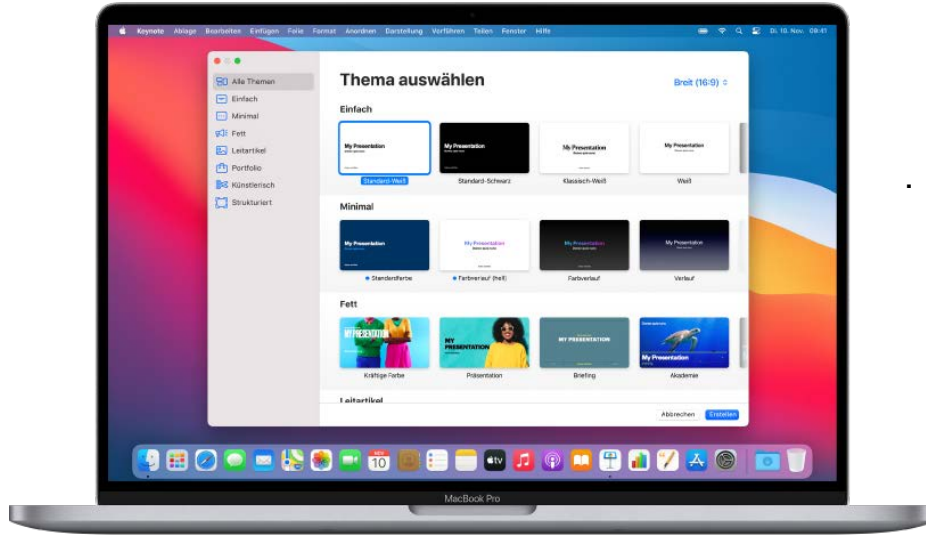 Keynote Ablage Bearbeiten Einfügen Folie Format Anordnen Darstellung Vorführen Teilen Fenster Hilfe Di. 10. Nov. 09:41
Alle Themen
Einfach
Minimal
Fett
Leitartikel
Portfolio
Künstlerisch
Strukturiert
Thema auswählen
Breit (16:9)
Einfach
My Presentation
My Presentation
My Presentation
My Presentation
Standard-Weiß
Standard-Schwarz
Klassisch-Weiß
Weiß
Minimal
My Presentation
My Presentation
My Presentation
My Presentation
Standardfarbe
Farbverlauf (hell)
Farbverlauf
Verlauf
Fett
MY PRESENTATION
MY
PRESENTATION
MY PRESENTATION
My Presentation
Kräftige Farbe
Präsentation
Briefing
Akademie
Leitartikel
Abbrechen
Erstellen
NOV
10
tv
MacBook Pro
.